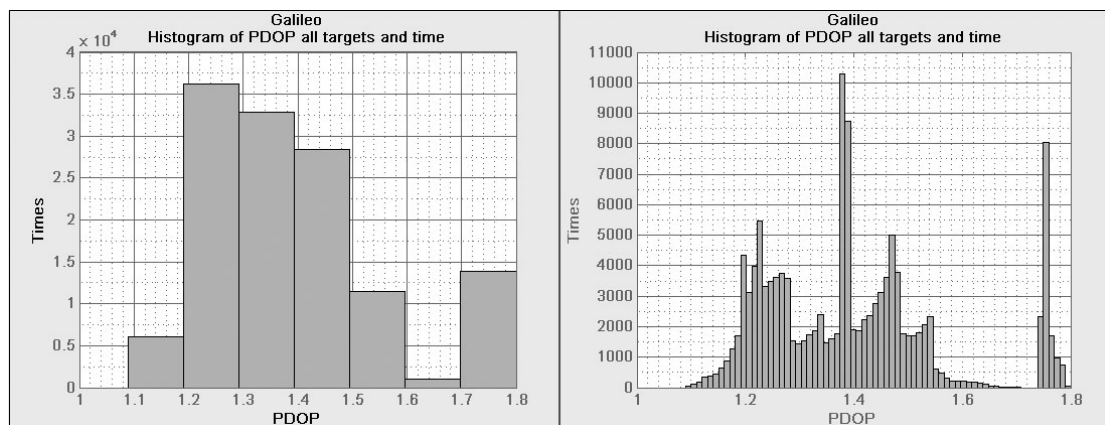 Galileo
Histogram of PDOP all targets and time
x 10⁴
4
3.5
3
2.5
2
1.5
1
0.5
0
Times
1 1.1 1.2 1.3 1.4 1.5 1.6 1.7 1.8
PDOP
Galileo
Histogram of PDOP all targets and time
11000
10000
9000
8000
7000
6000
5000
4000
3000
2000
1000
0
Times
1 1.2 1.4 1.6 1.8
PDOP